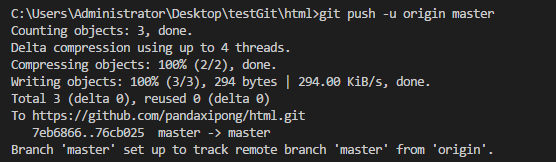 C:\Users\Administrator\Desktop\testGit\html>git push -u origin master
Counting objects: 3, done.
Delta compression using up to 4 threads.
Compressing objects: 100% (2/2), done.
Writing objects: 100% (3/3), 294 bytes | 294.00 KiB/s, done.
Total 3 (delta 0), reused 0 (delta 0)
To https://github.com/pandaxipong/html.git
   7eb6866..76cb025  master -> master
Branch 'master' set up to track remote branch 'master' from 'origin'.